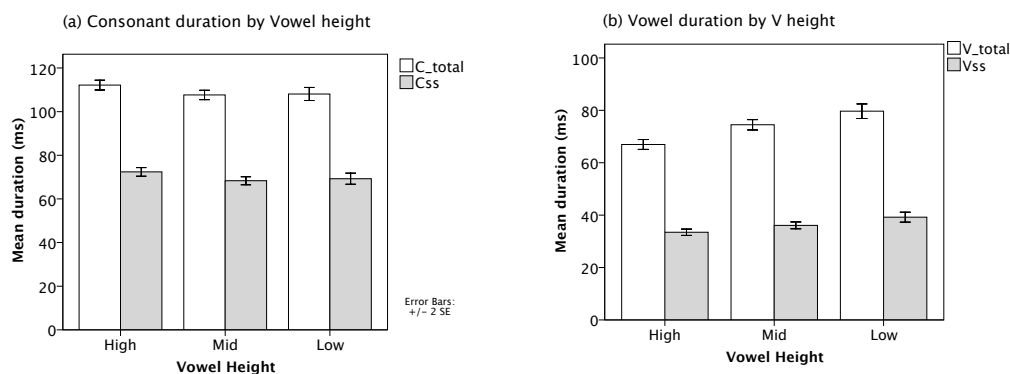 (a) Consonant duration by Vowel height
C_total
Css
120
100
80
60
40
20
0
Mean duration (ms)
High Mid Low
Vowel Height
Error Bars:
+/- 2 SE
(b) Vowel duration by V height
V_total
Vss
100
80
60
40
20
0
Mean duration (ms)
High Mid Low
Vowel Height